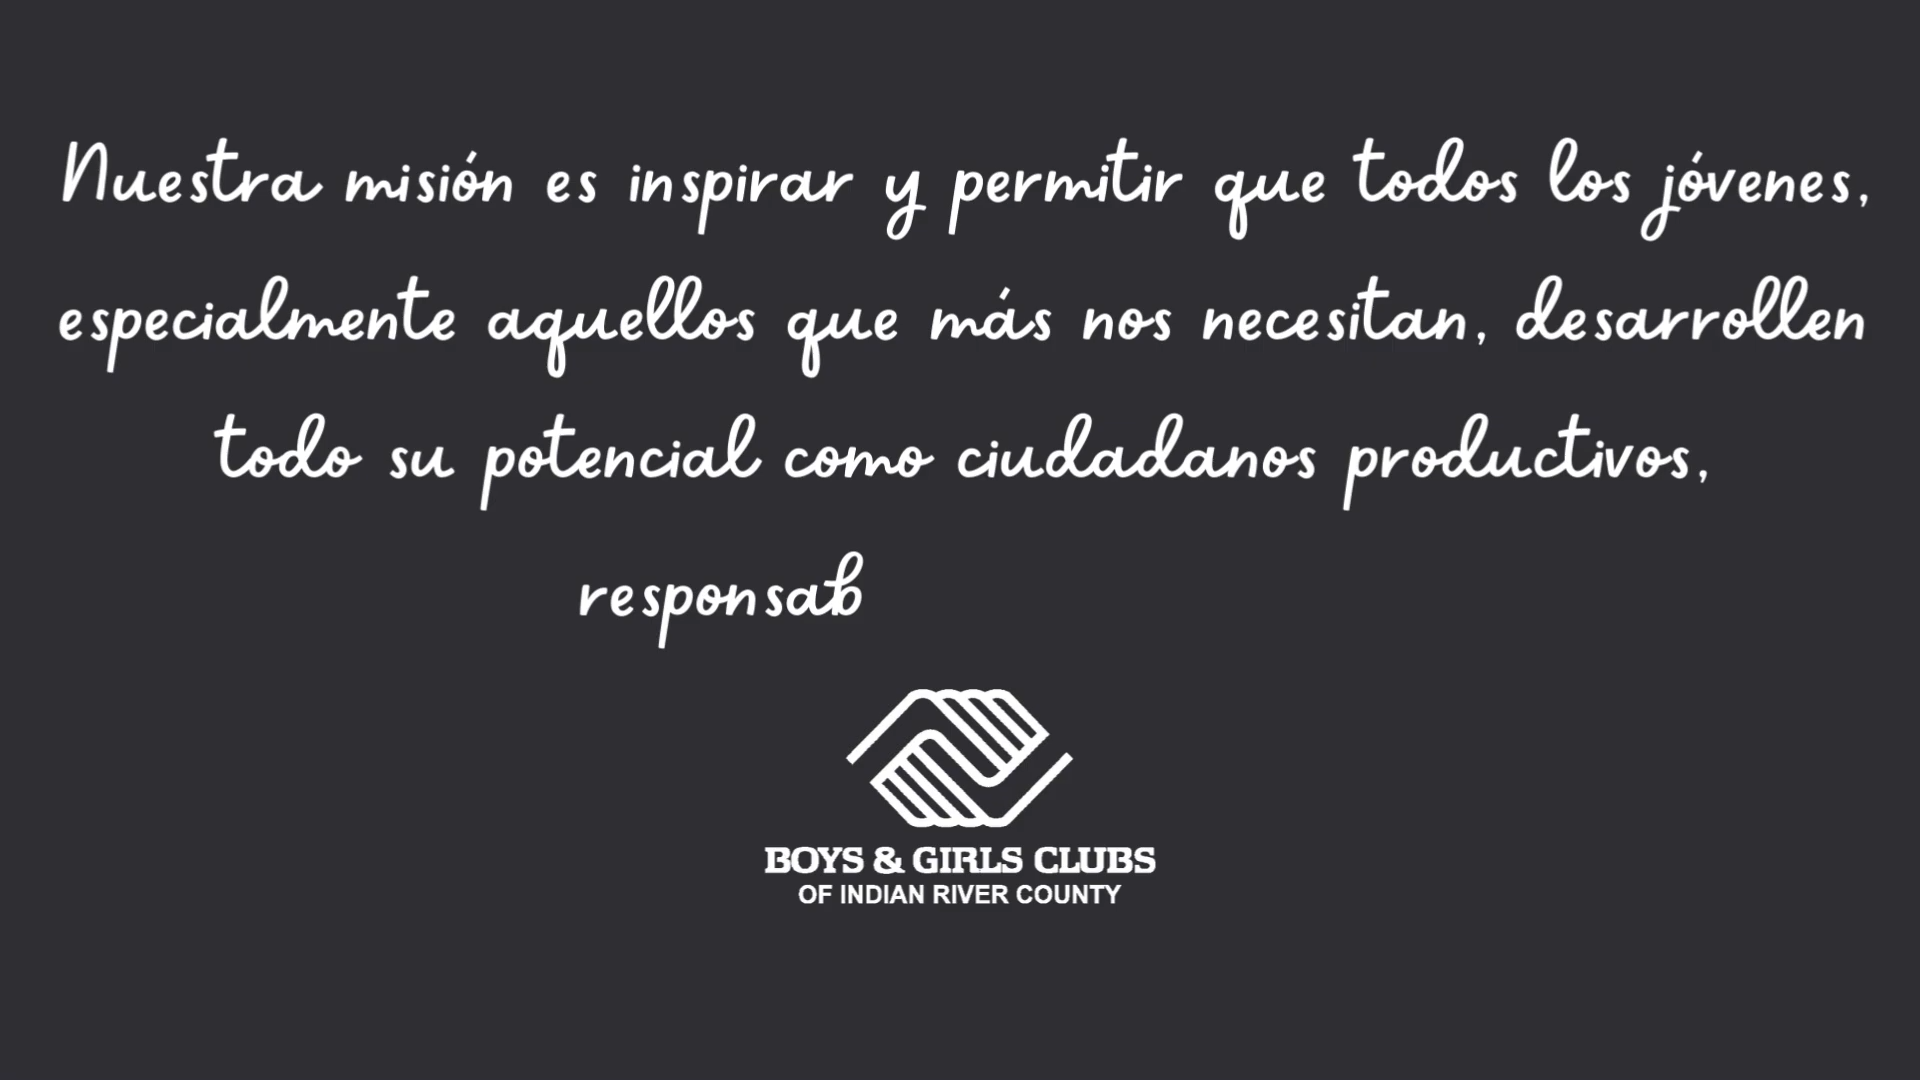 Nuestra misión es inspirar y permitir que todos los jóvenes,
especialmente aquellos que más nos necesitan, desarrollen
todo su potencial como ciudadanos productivos,
responsab
BOYS & GIRLS CLUBS
OF INDIAN RIVER COUNTY